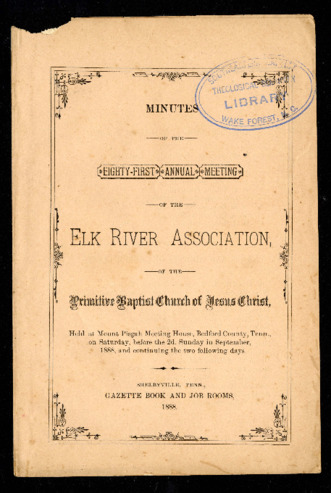 MINUTES
OF THE
EIGHTY-FIRST ANNUAL MEETING
OF THE
ELK RIVER ASSOCIATION,
OF THE
Primitive Baptist Church of Jesus Christ,
Held at Mount Pisgah Meeting House, Bedford County, Tenn.,
on Saturday, before the 2d. Sunday in September,
1888, and continuing the two following days.
SHELBYVILLE, TENN.,
GAZETTE BOOK AND JOB ROOMS,
1888.
THEOLOGICAL
LIBRARY
WAKE FOREST,